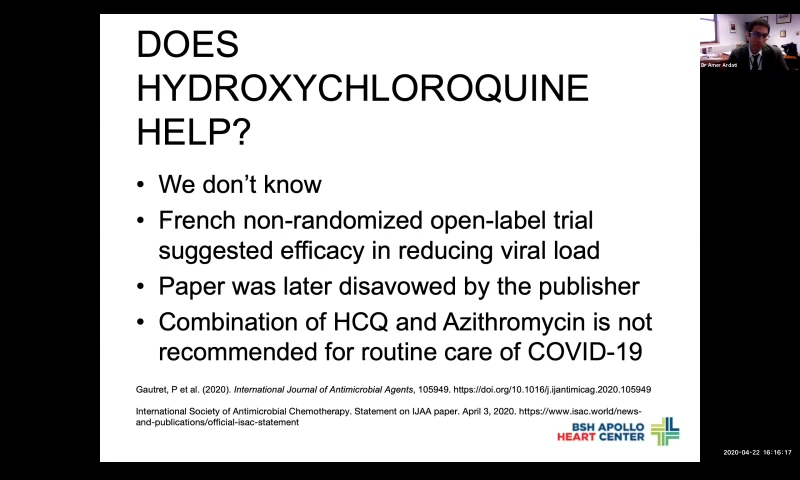 DOES
HYDROXYCHLOROQUINE
HELP?
• We don't know
• French non-randomized open-label trial
suggested efficacy in reducing viral load
• Paper was later disavowed by the publisher
• Combination of HCQ and Azithromycin is not
recommended for routine care of COVID-19
Gautret, P et al. (2020). International Journal of Antimicrobial Agents, 105949. https://doi.org/10.1016/j.ijantimicag.2020.105949
International Society of Antimicrobial Chemotherapy. Statement on IJAA paper. April 3, 2020. https://www.isac.world/news-
and-publications/official-isac-statement
BSH APOLLO
HEART CENTER
Dr Amer Ardati
2020-04-22 16:16:17